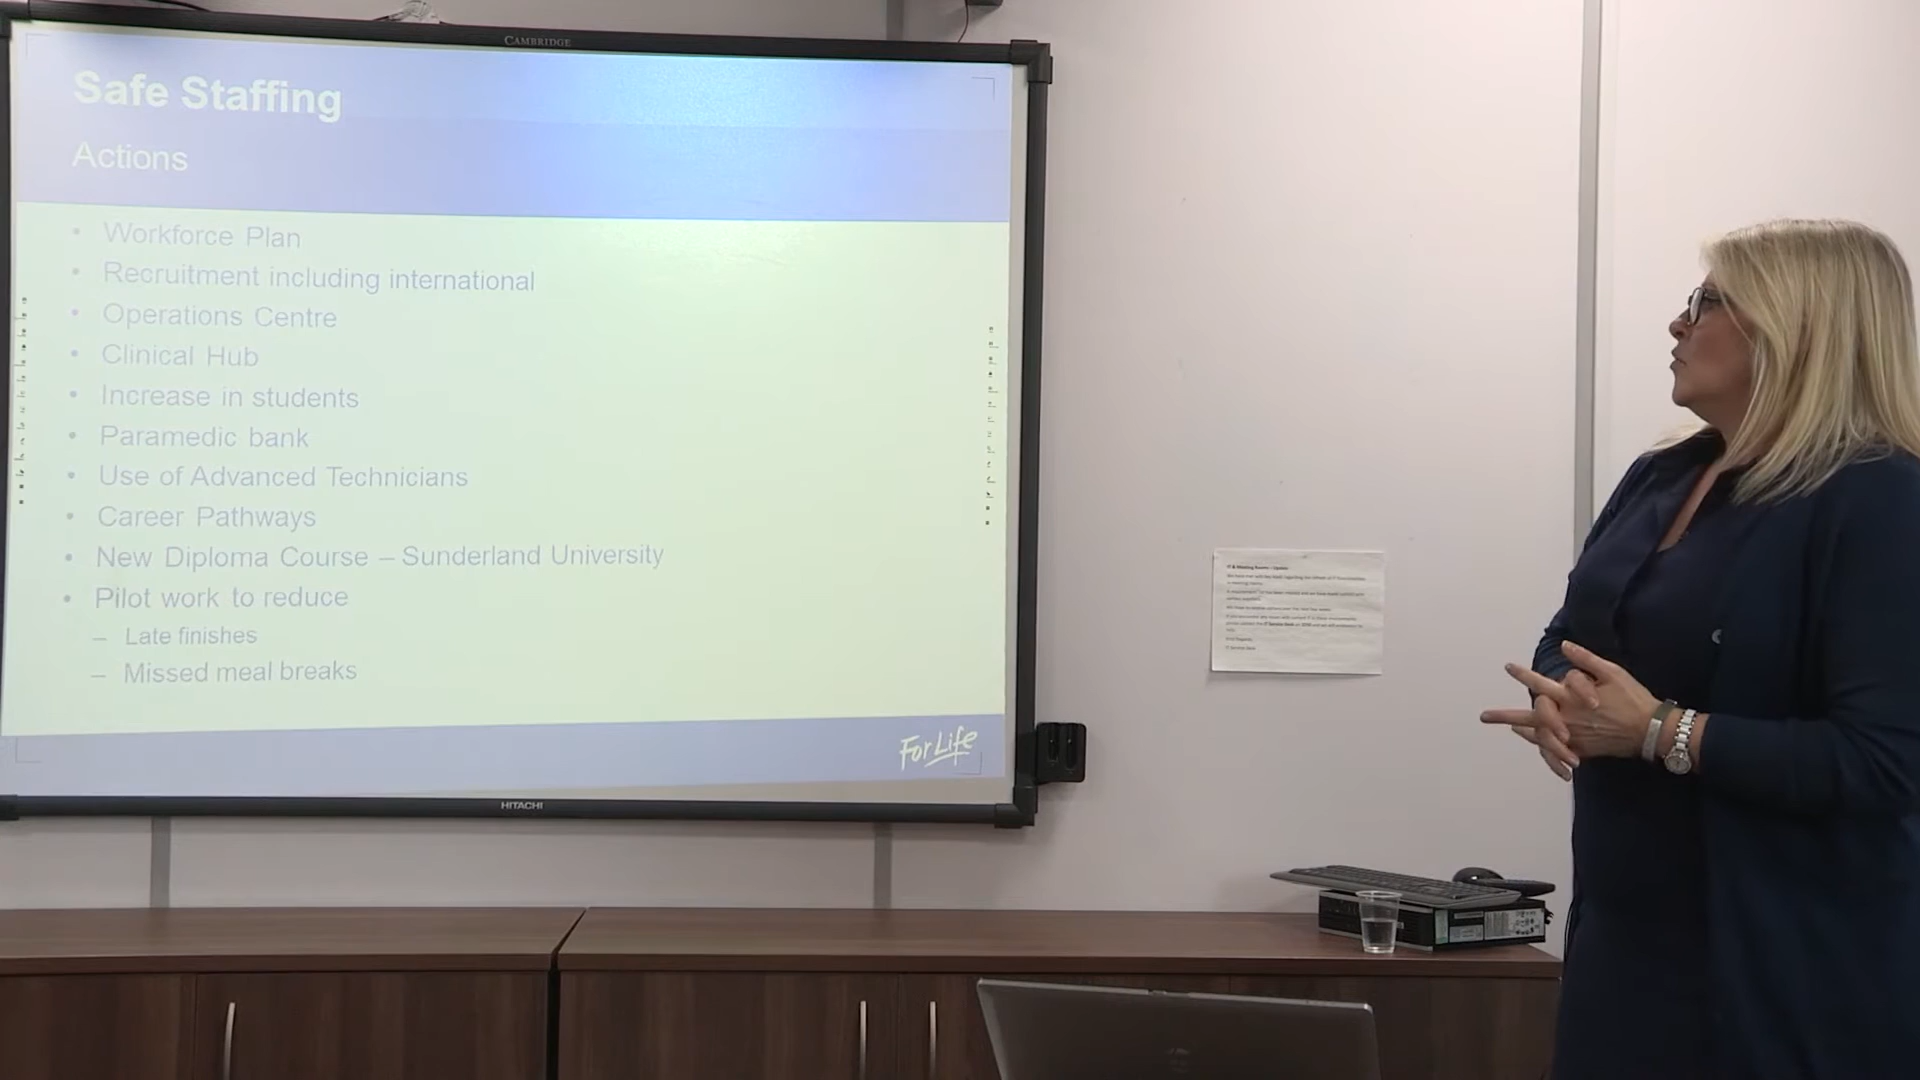 CAMBRIDGE
Safe Staffing
Actions
• Workforce Plan
• Recruitment including international
• Operations Centre
• Clinical Hub
• Increase in students
• Paramedic bank
• Use of Advanced Technicians
• Career Pathways
• New Diploma Course – Sunderland University
• Pilot work to reduce
– Late finishes
– Missed meal breaks
For Life
HITACHI